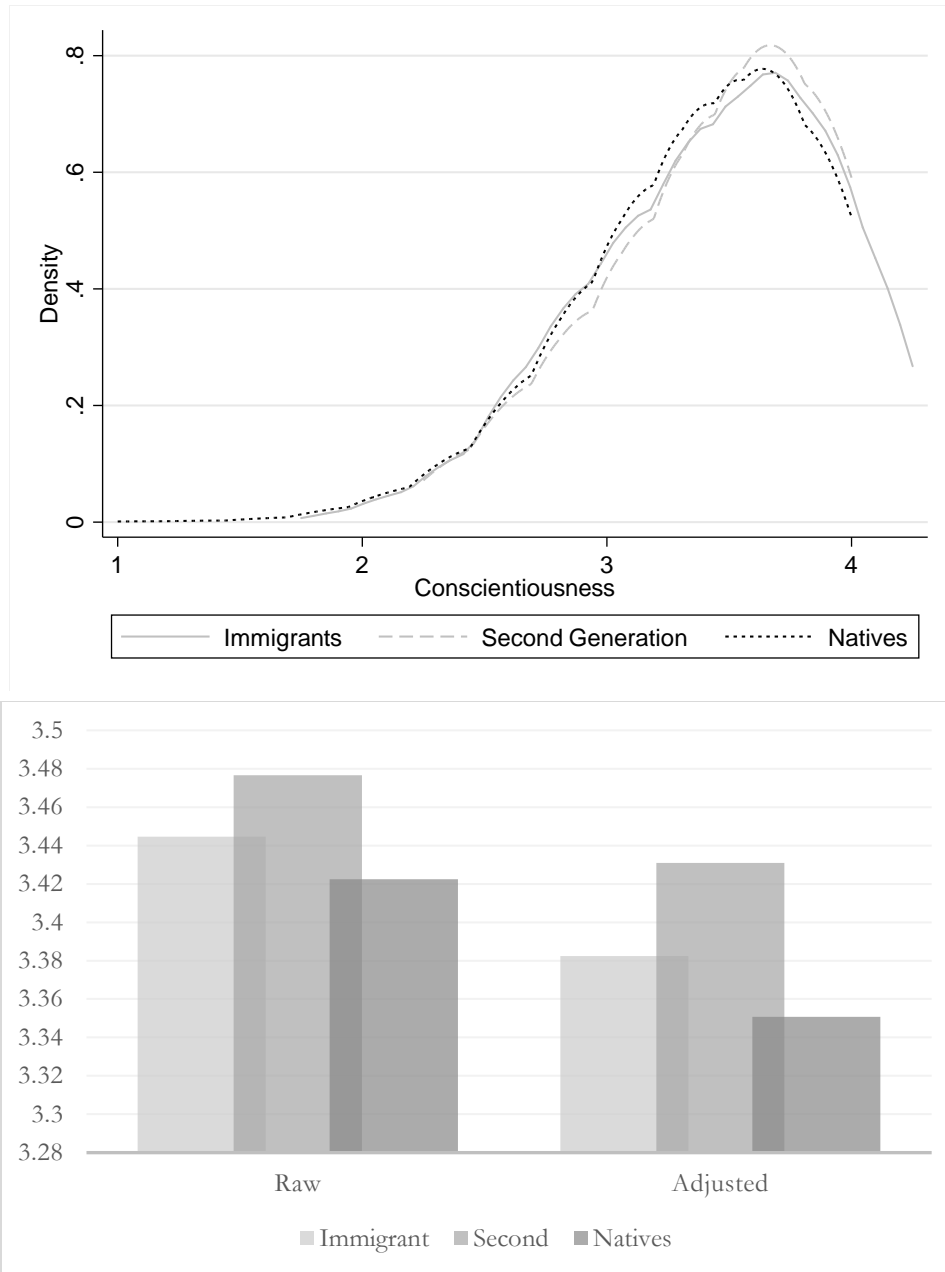 .8
.6
.4
.2
0
Density
1 2 3 4
Conscientiousness
Immigrants Second Generation Natives
3.5
3.48
3.46
3.44
3.42
3.4
3.38
3.36
3.34
3.32
3.3
3.28
Raw Adjusted
Immigrant Second Natives